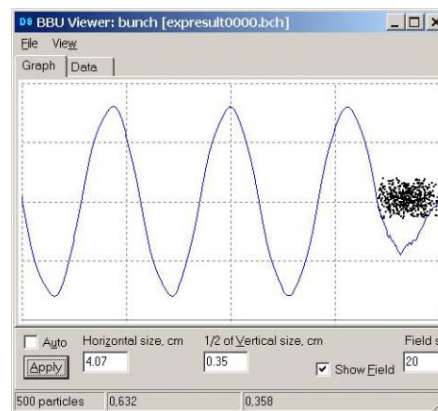 BBU Viewer: bunch [expresult0000.bch]
File View
Graph Data
Auto Horizontal size, cm 1/2 of Vertical size, cm Field s
Apply 4.07 0.35 Show Field 20
500 particles 0,632 0,358